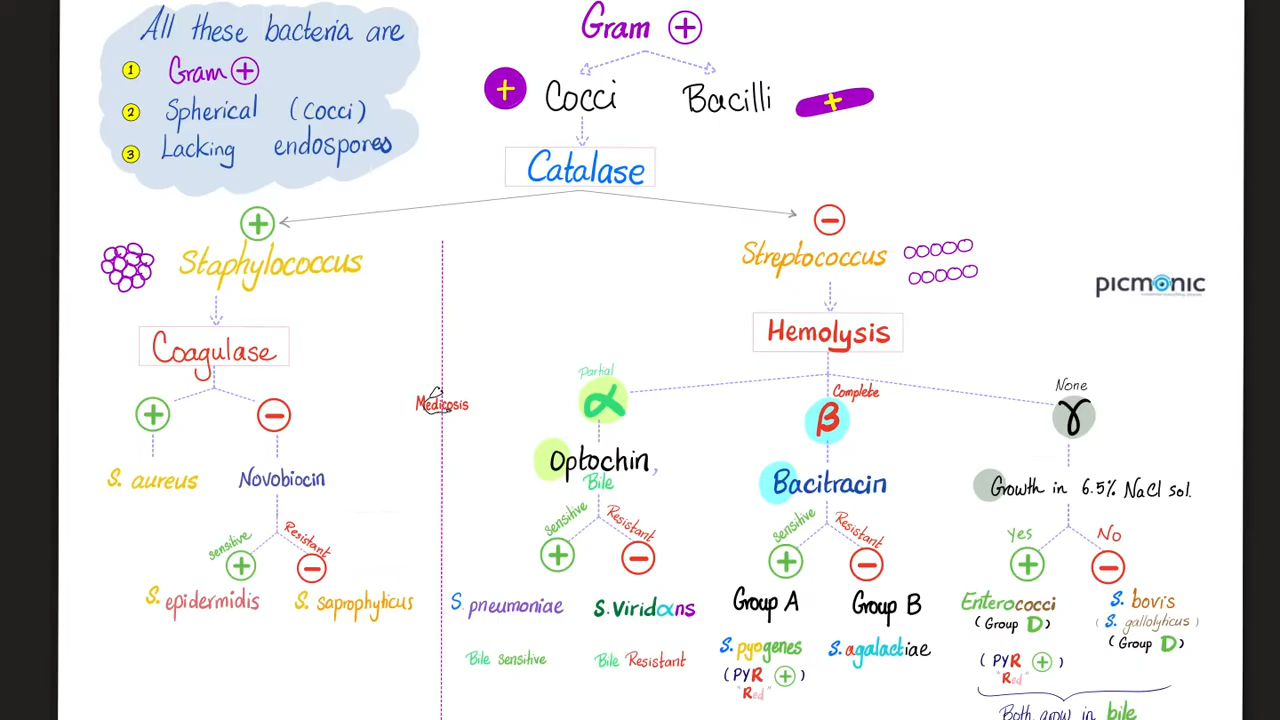 All these bacteria are
1 Gram +
2 Spherical (cocci)
3 Lacking endospores
Gram +
+ Cocci
Bacilli +
Catalase
+
−
Staphylococcus
Streptococcus
picmonic
Coagulase
Hemolysis
+
−
Medicosis
Partial
α
Complete
β
None
γ
S. aureus
Novobiocin
Optochin,
Bile
Bacitracin
Growth in 6.5% NaCl sol.
Sensitive
Resistant
+
−
Sensitive
Resistant
+
−
Sensitive
Resistant
+
−
Yes
No
+
−
S. epidermidis
S. saprophyticus
S. pneumoniae
S. Viridαns
Group A
Group B
Enterococci
(Group D)
S. bovis
(S. gallolyticus)
(Group D)
Bile sensitive
Bile Resistant
S. pyogenes
(PYR +)
"Red"
S. agalactiae
(PYR +)
"Red"
Both grow in bile